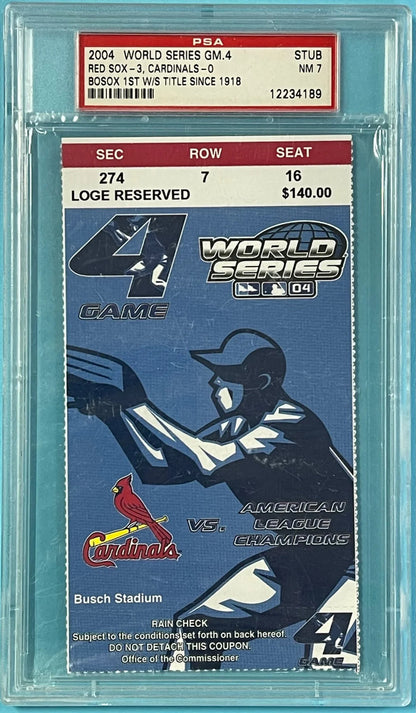 PSA
2004 WORLD SERIES GM.4 STUB
RED SOX-3, CARDINALS-0 NM 7
BOSOX 1ST W/S TITLE SINCE 1918
12234189
SEC ROW SEAT
274 7 16
LOGE RESERVED $140.00
4
GAME
WORLD
SERIES
04
Cardinals
VS.
AMERICAN
LEAGUE
CHAMPIONS
Busch Stadium
RAIN CHECK
Subject to the conditions set forth on back hereof.
DO NOT DETACH THIS COUPON.
Office of the Commissioner
4
GAME